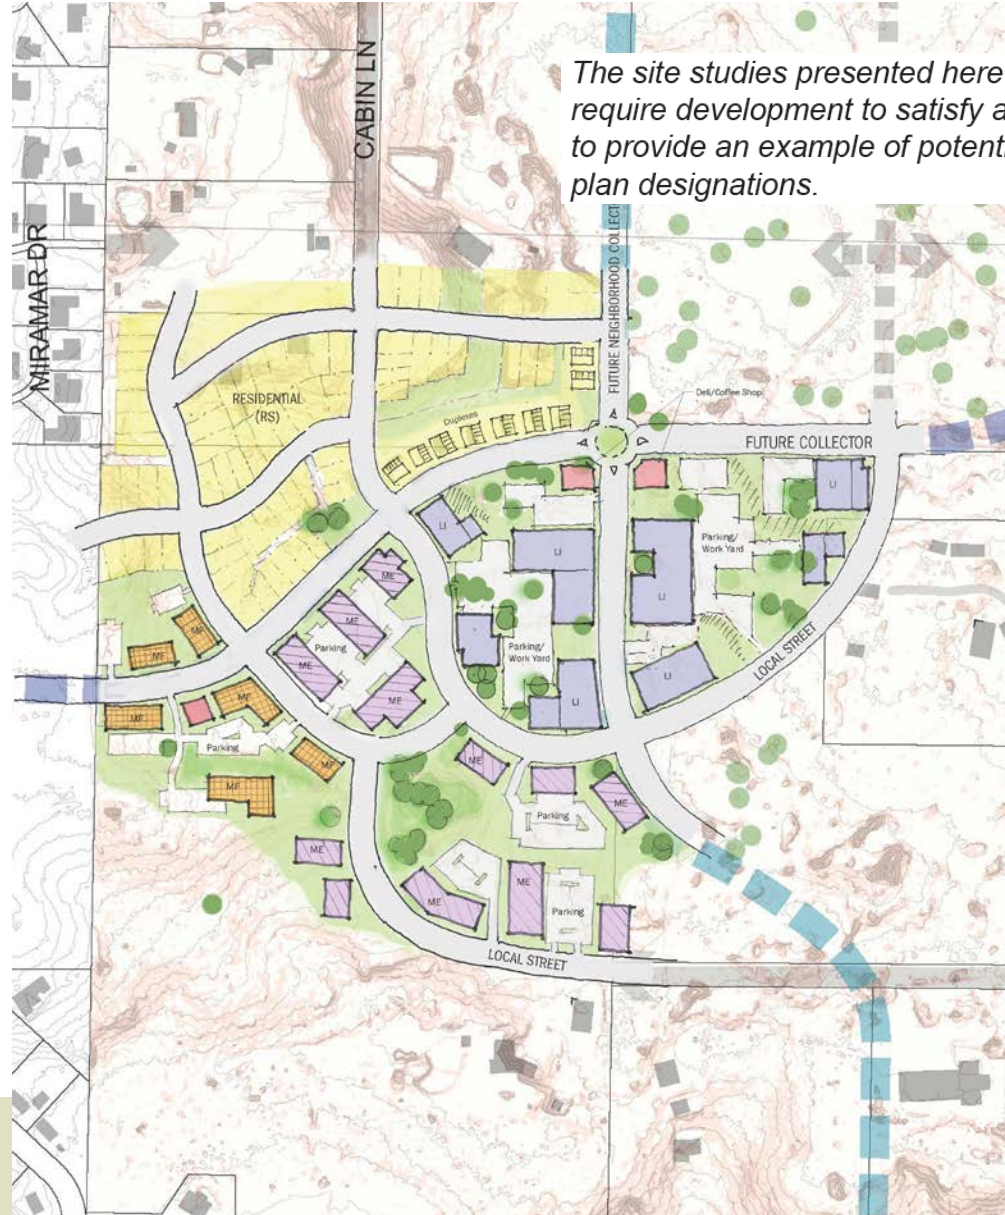 The site studies presented here
require development to satisfy a
to provide an example of potent
plan designations.
CABIN LN
MIRAMAR DR
FUTURE NEIGHBORHOOD COLLECT
RESIDENTIAL
(RS)
Duplexes
Deli/Coffee Shop
FUTURE COLLECTOR
LI
LI
Parking/
Work Yard
LI
LI
ME
ME
Parking
ME
ME
Parking/
Work Yard
LI
LI
LOCAL STREET
MF
MF
MF
MF
MF
Parking
MF
ME
ME
Parking
ME
ME
ME
Parking
LOCAL STREET